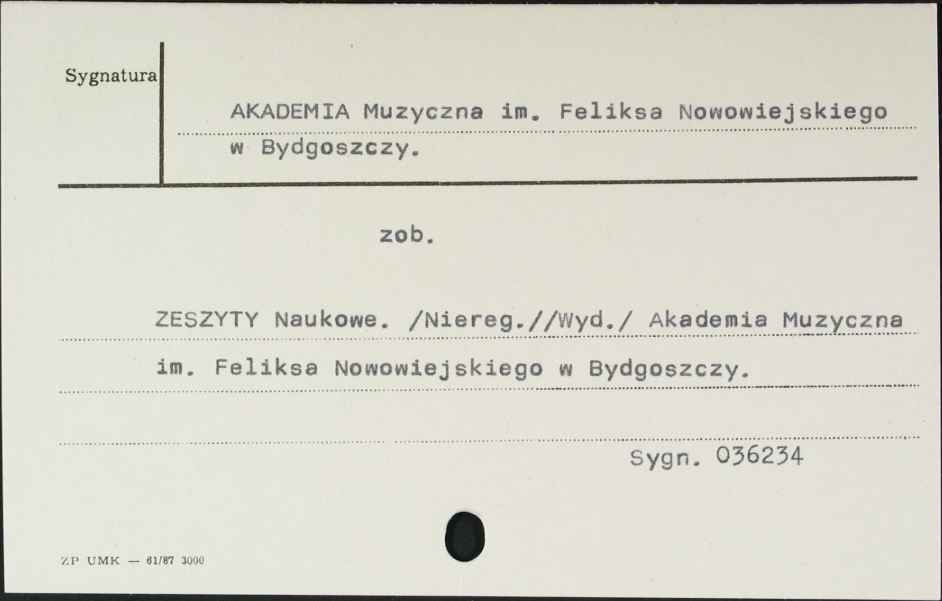 Sygnatura
AKADEMIA Muzyczna im. Feliksa Nowowiejskiego
w Bydgoszczy.
zob.
ZESZYTY Naukowe. /Niereg.//Wyd./ Akademia Muzyczna
im. Feliksa Nowowiejskiego w Bydgoszczy.
Sygn. 036234
ZP UMK — 61/87 3000